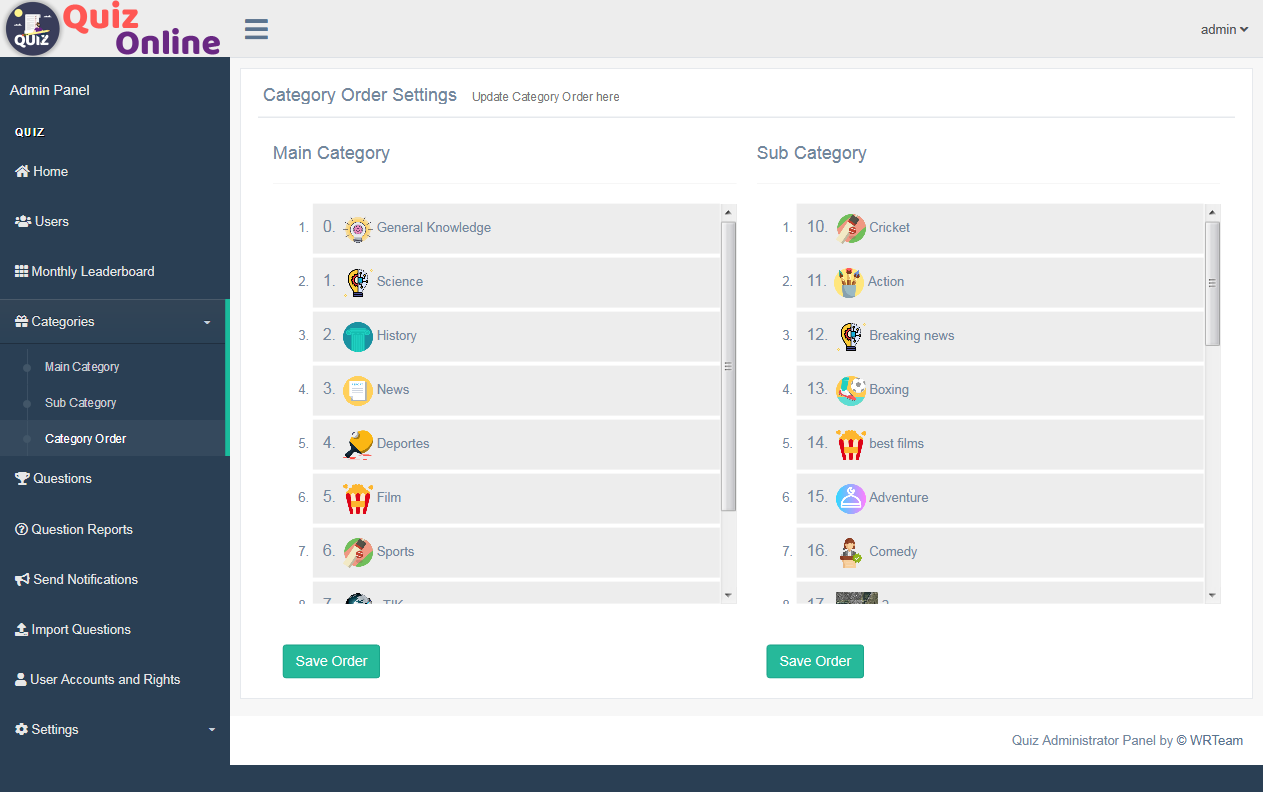 QUIZ
Quiz
Online
admin
Admin Panel
QUIZ
Home
Users
Monthly Leaderboard
Categories
Main Category
Sub Category
Category Order
Questions
Question Reports
Send Notifications
Import Questions
User Accounts and Rights
Settings
Category Order Settings Update Category Order here
Main Category
1. 0. General Knowledge
2. 1. Science
3. 2. History
4. 3. News
5. 4. Deportes
6. 5. Film
7. 6. Sports
8. 7.
Save Order
Sub Category
1. 10. Cricket
2. 11. Action
3. 12. Breaking news
4. 13. Boxing
5. 14. best films
6. 15. Adventure
7. 16. Comedy
8. 17.
Save Order
Quiz Administrator Panel by © WRTeam